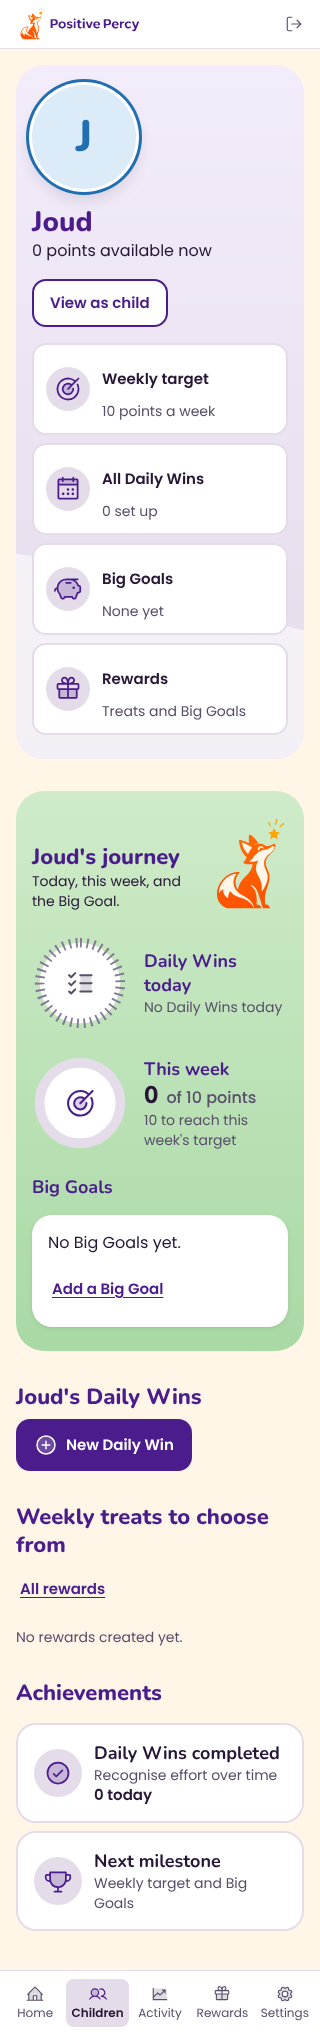 Positive Percy
J
Joud
0 points available now
View as child
Weekly target
10 points a week
All Daily Wins
0 set up
Big Goals
None yet
Rewards
Treats and Big Goals
Joud's journey
Today, this week, and
the Big Goal.
Daily Wins
today
No Daily Wins today
This week
0 of 10 points
10 to reach this
week's target
Big Goals
No Big Goals yet.
Add a Big Goal
Joud's Daily Wins
New Daily Win
Weekly treats to choose
from
All rewards
No rewards created yet.
Achievements
Daily Wins completed
Recognise effort over time
0 today
Next milestone
Weekly target and Big
Goals
Home Children Activity Rewards Settings